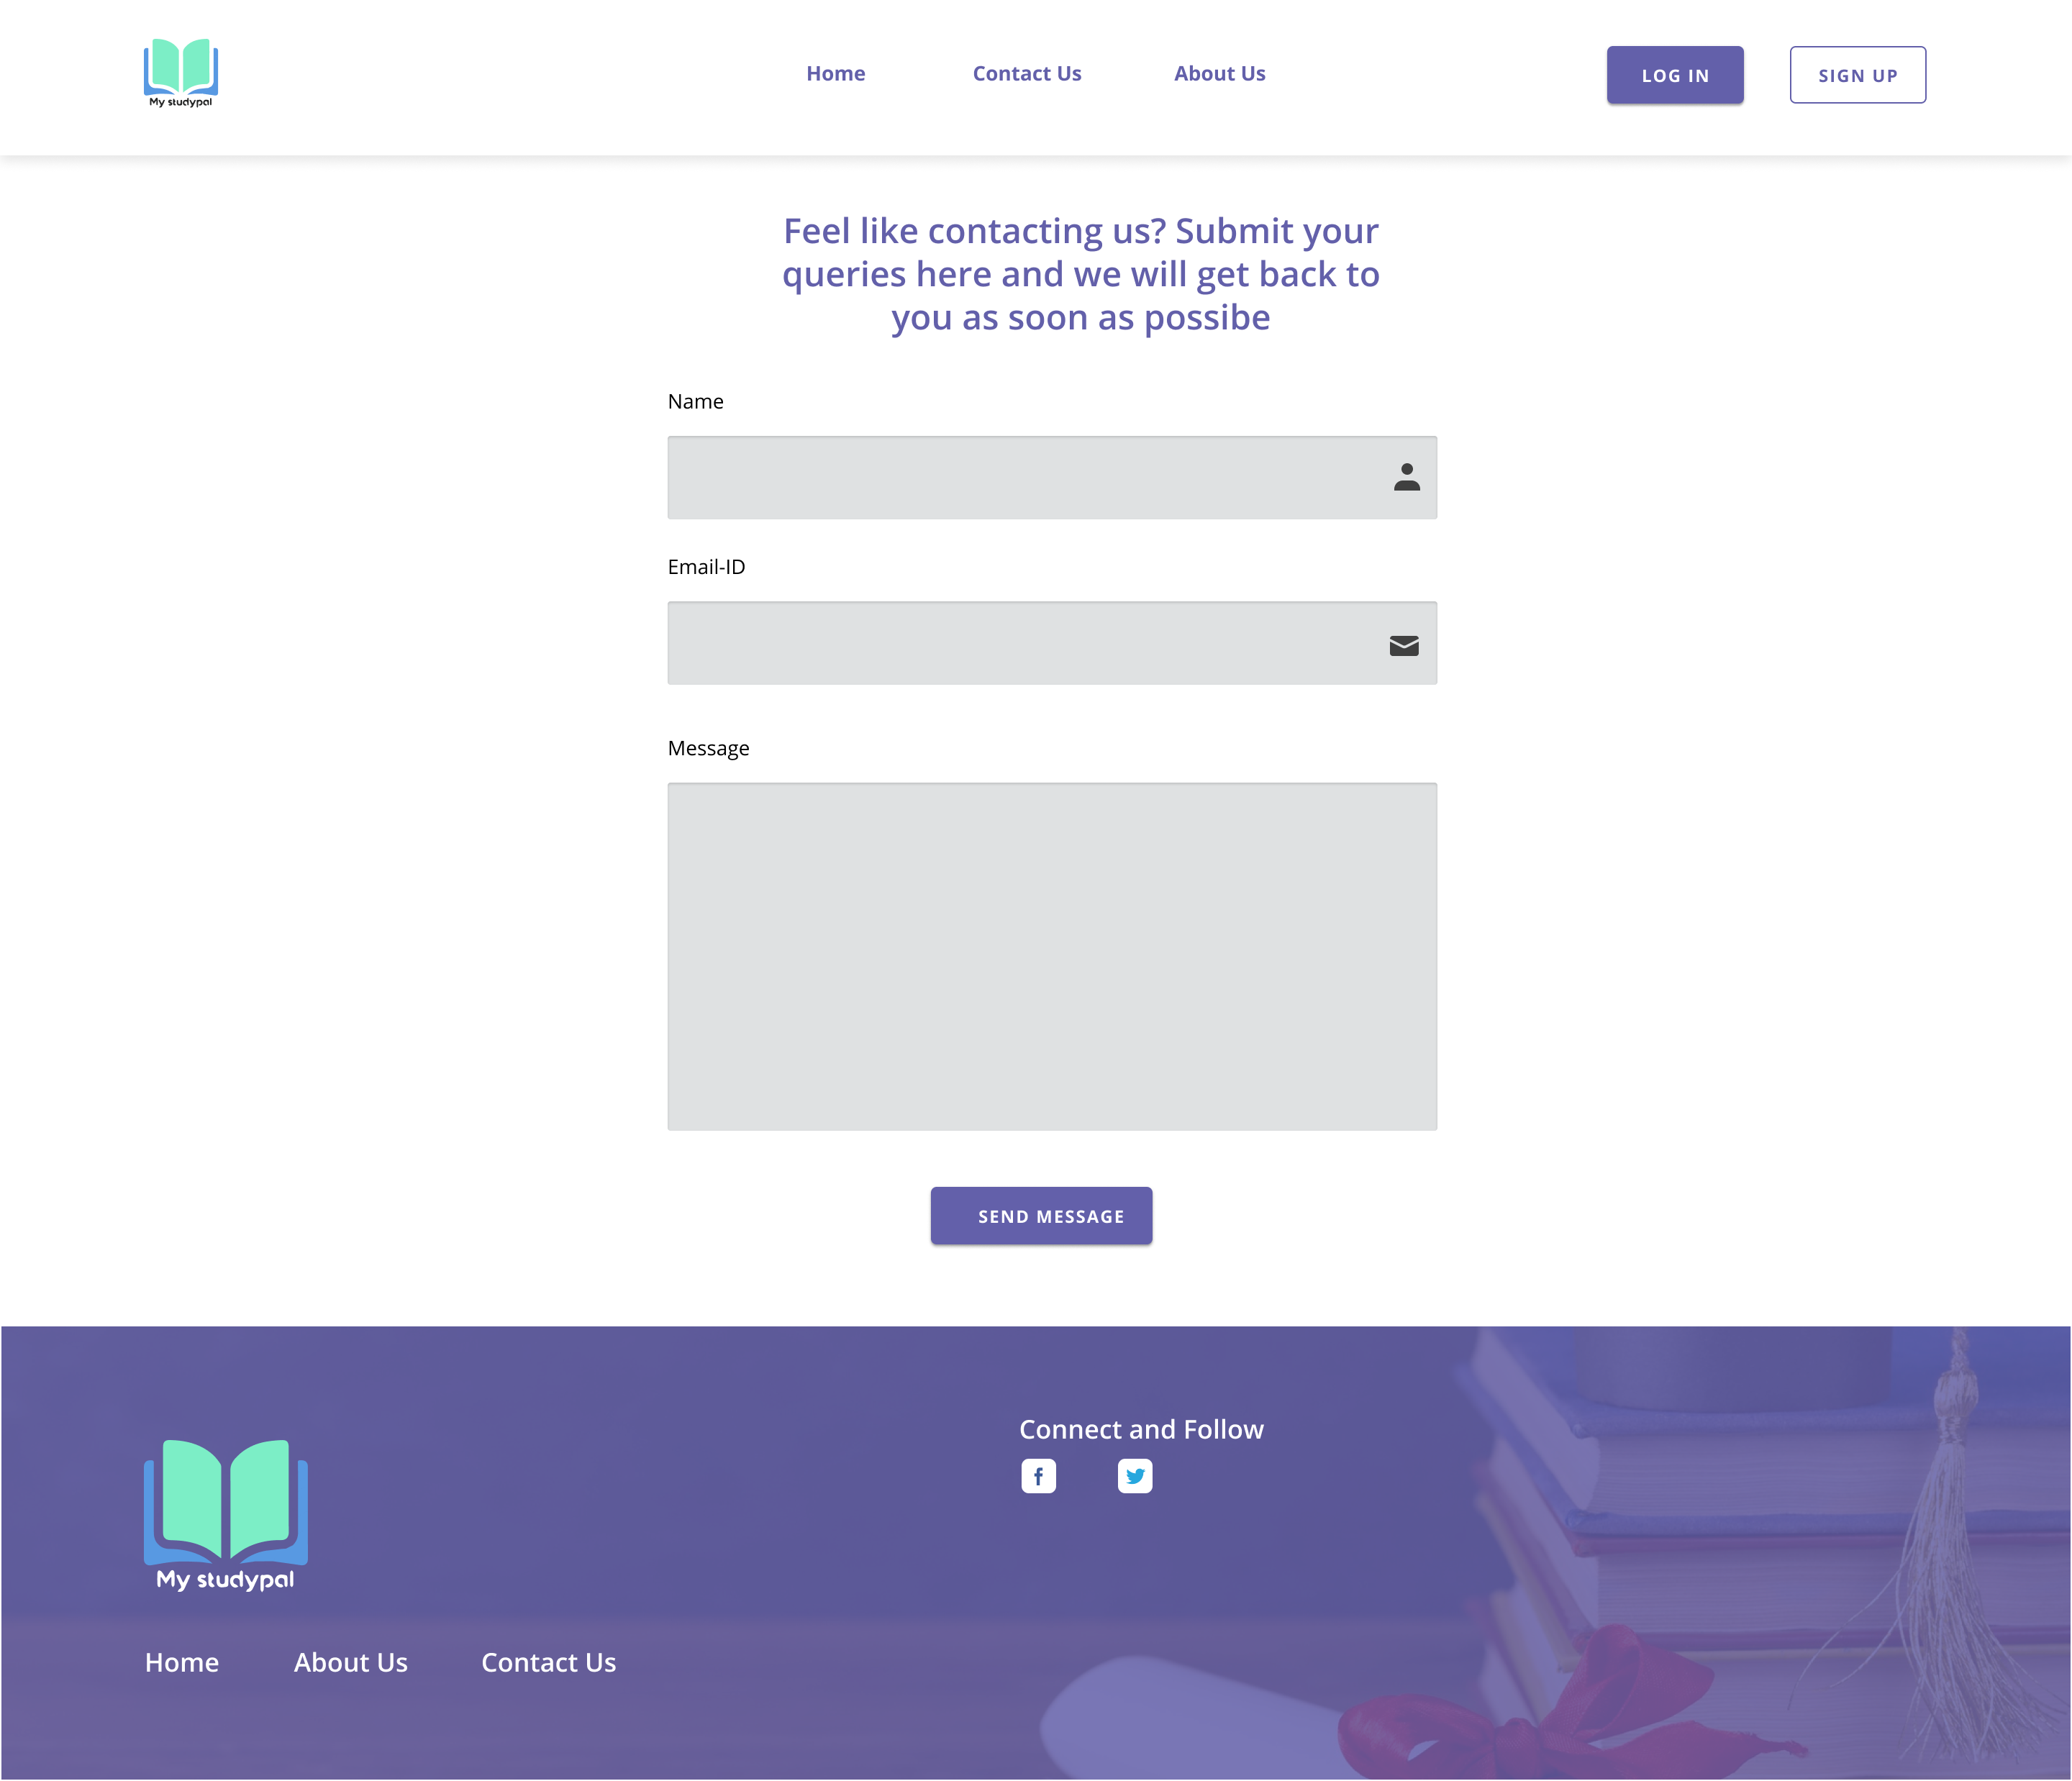 My studypal
Home
Contact Us
About Us
LOG IN
SIGN UP
Feel like contacting us? Submit your
queries here and we will get back to
you as soon as possibe
Name
Email-ID
Message
SEND MESSAGE
Connect and Follow
My studypal
Home
About Us
Contact Us